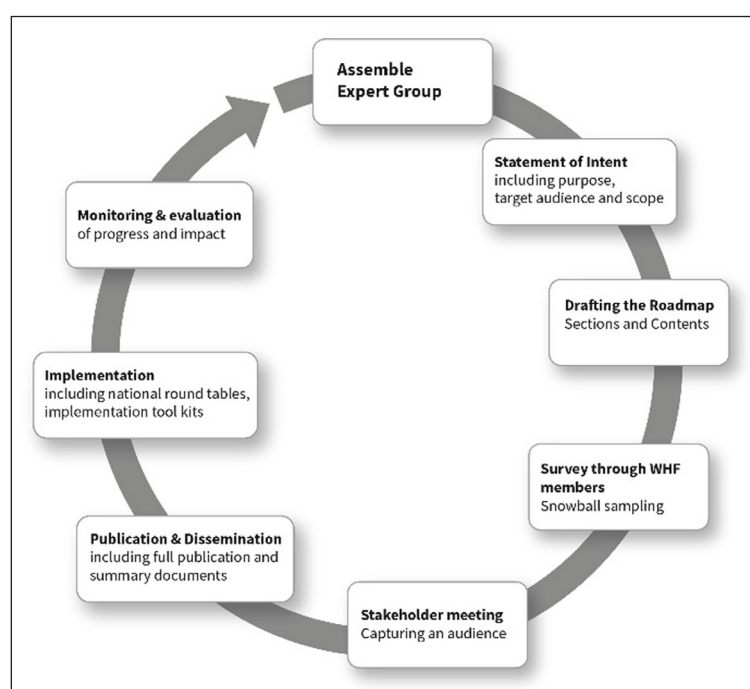 Assemble
Expert Group
Statement of Intent
including purpose,
target audience and scope
Drafting the Roadmap
Sections and Contents
Survey through WHF
members
Snowball sampling
Stakeholder meeting
Capturing an audience
Publication & Dissemination
including full publication and
summary documents
Implementation
including national round tables,
implementation tool kits
Monitoring & evaluation
of progress and impact